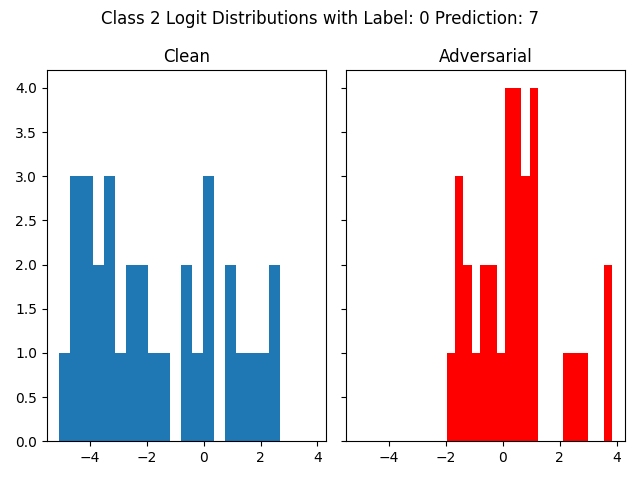 Class 2 Logit Distributions with Label: 0 Prediction: 7
Clean
Adversarial
4.0
3.5
3.0
2.5
2.0
1.5
1.0
0.5
0.0
−4 −2 0 2 4
−4 −2 0 2 4